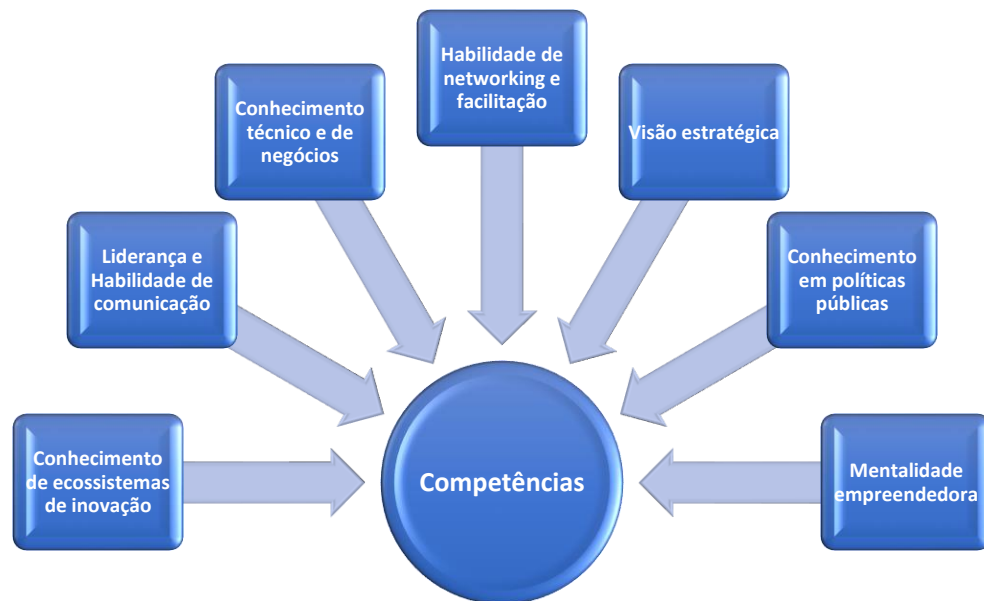 Conhecimento
de ecossistemas
de inovação
Liderança e
Habilidade de
comunicação
Conhecimento
técnico e de
negócios
Habilidade de
networking e
facilitação
Visão estratégica
Conhecimento
em políticas
públicas
Mentalidade
empreendedora
Competências